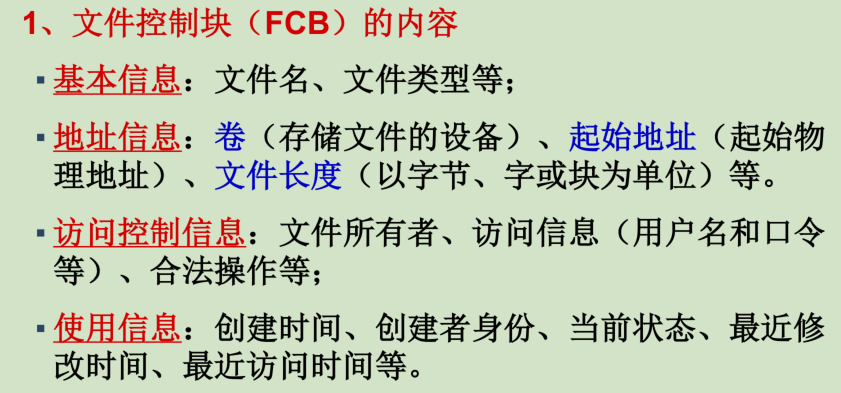 1、文件控制块（FCB）的内容
▪基本信息：文件名、文件类型等；
▪地址信息：卷（存储文件的设备）、起始地址（起始物
理地址）、文件长度（以字节、字或块为单位）等。
▪访问控制信息：文件所有者、访问信息（用户名和口令
等）、合法操作等；
▪使用信息：创建时间、创建者身份、当前状态、最近修
改时间、最近访问时间等。